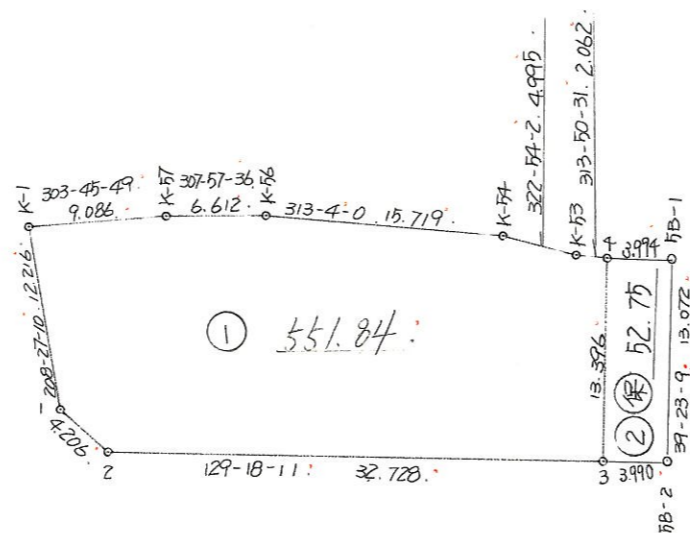 322-54-2. 4.995.
313-50-31. 2.062.
K-1
303-45-49.
9.086.
K-57
307-57-36.
6.612.
K-56
313-4-0. 15.719.
K-54
K-53
4
3.994
5B-1
208-27-10. 12.216.
① 551.84.
13.396
②保 52.75
39-23-9. 13.072.
1
4.206
2
129-18-11. 32.728.
3
3.990
5B-2